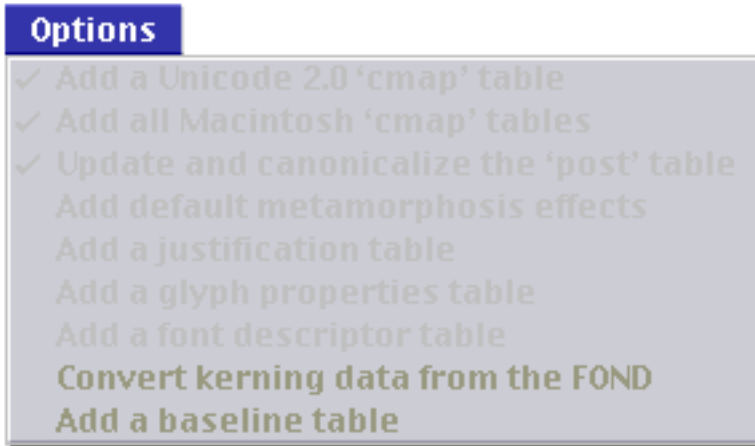 Options
✓ Add a Unicode 2.0 ‘cmap’ table
✓ Add all Macintosh ‘cmap’ tables
✓ Update and canonicalize the ‘post’ table
Add default metamorphosis effects
Add a justification table
Add a glyph properties table
Add a font descriptor table
Convert kerning data from the FOND
Add a baseline table